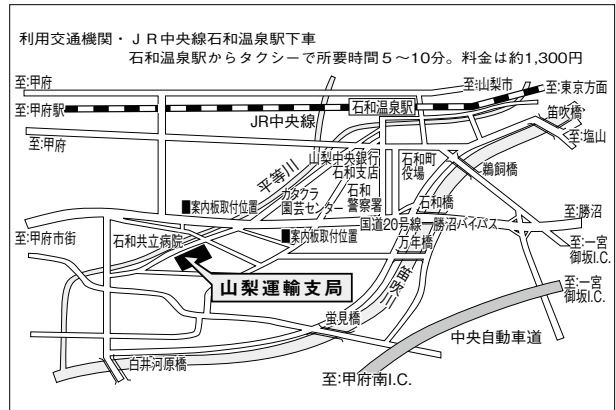 利用交通機関・ＪＲ中央線石和温泉駅下車
石和温泉駅からタクシーで所要時間５～10分。料金は約1,300円
至:甲府
至:山梨市
至:東京方面
至:甲府駅
石和温泉駅
JR中央線
笛吹橋
至:甲府
至:塩山
平等川
山梨中央銀行
石和支店
石和町
役場
鵜飼橋
カタクラ
園芸センター
石和
警察署
石和橋
■案内板取付位置
国道20号線―勝沼バイパス
至:勝沼
至:甲府市街
石和共立病院
■案内板取付位置
万年橋
至:一宮
御坂I.C.
山梨運輸支局
笛吹川
至:一宮
御坂I.C.
蛍見橋
中央自動車道
白井河原橋
至:甲府南I.C.